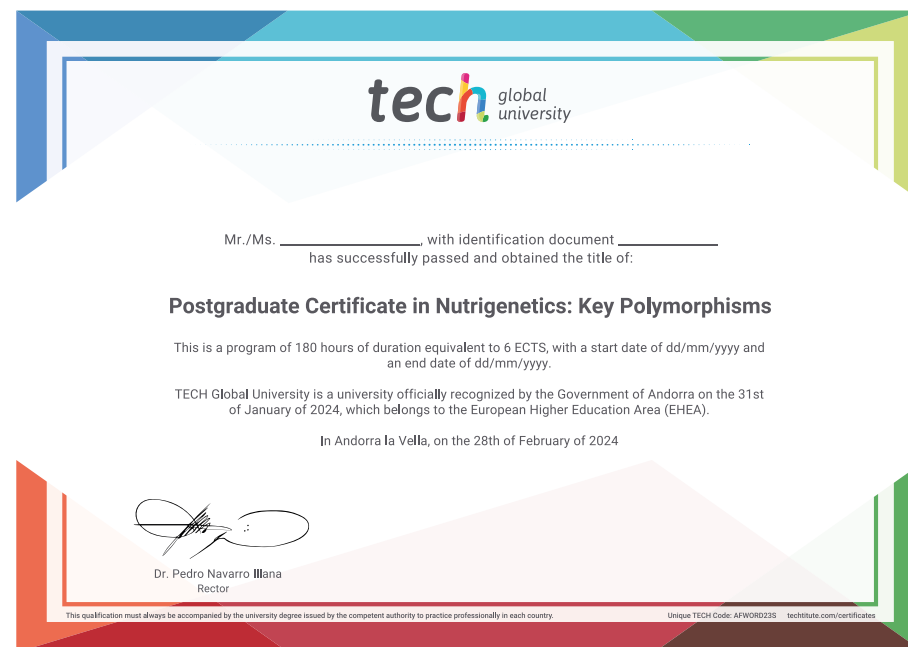 tech global university
Mr./Ms. ____________________, with identification document ______________
has successfully passed and obtained the title of:
Postgraduate Certificate in Nutrigenetics: Key Polymorphisms
This is a program of 180 hours of duration equivalent to 6 ECTS, with a start date of dd/mm/yyyy and
an end date of dd/mm/yyyy.
TECH Global University is a university officially recognized by the Government of Andorra on the 31st
of January of 2024, which belongs to the European Higher Education Area (EHEA).
In Andorra la Vella, on the 28th of February of 2024
Dr. Pedro Navarro Illana
Rector
This qualification must always be accompanied by the university degree issued by the competent authority to practice professionally in each country. Unique TECH Code: AFWORD23S techtitute.com/certificates